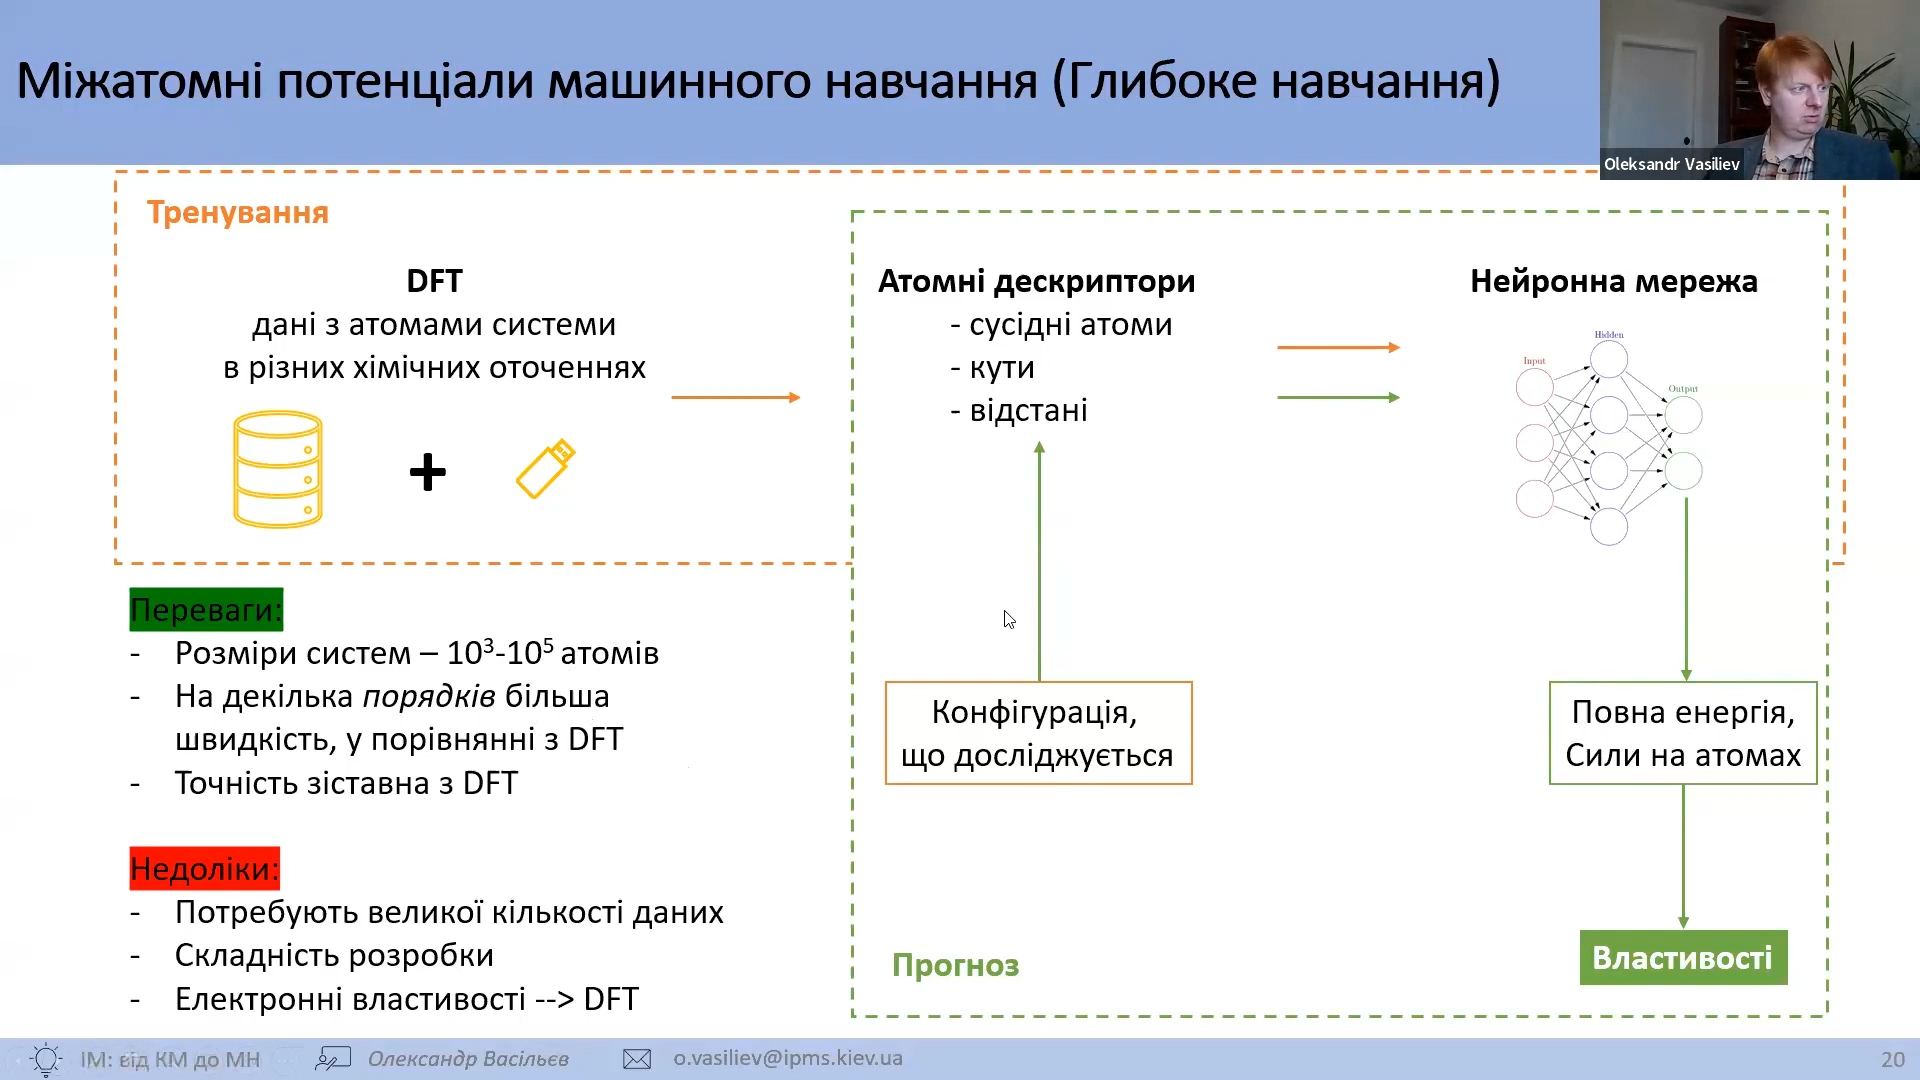 Міжатомні потенціали машинного навчання (Глибоке навчання)
Oleksandr Vasiliev
Тренування
DFT
дані з атомами системи
в різних хімічних оточеннях
+
Атомні дескриптори
- сусідні атоми
- кути
- відстані
Нейронна мережа
Hidden
Input
Output
Переваги:
- Розміри систем – 10³-10⁵ атомів
- На декілька порядків більша
швидкість, у порівнянні з DFT
- Точність зіставна з DFT
Недоліки:
- Потребують великої кількості даних
- Складність розробки
- Електронні властивості --> DFT
Конфігурація,
що досліджується
Повна енергія,
Сили на атомах
Прогноз
Властивості
ІМ: від КМ до МН
Олександр Васільєв
o.vasiliev@ipms.kiev.ua
20